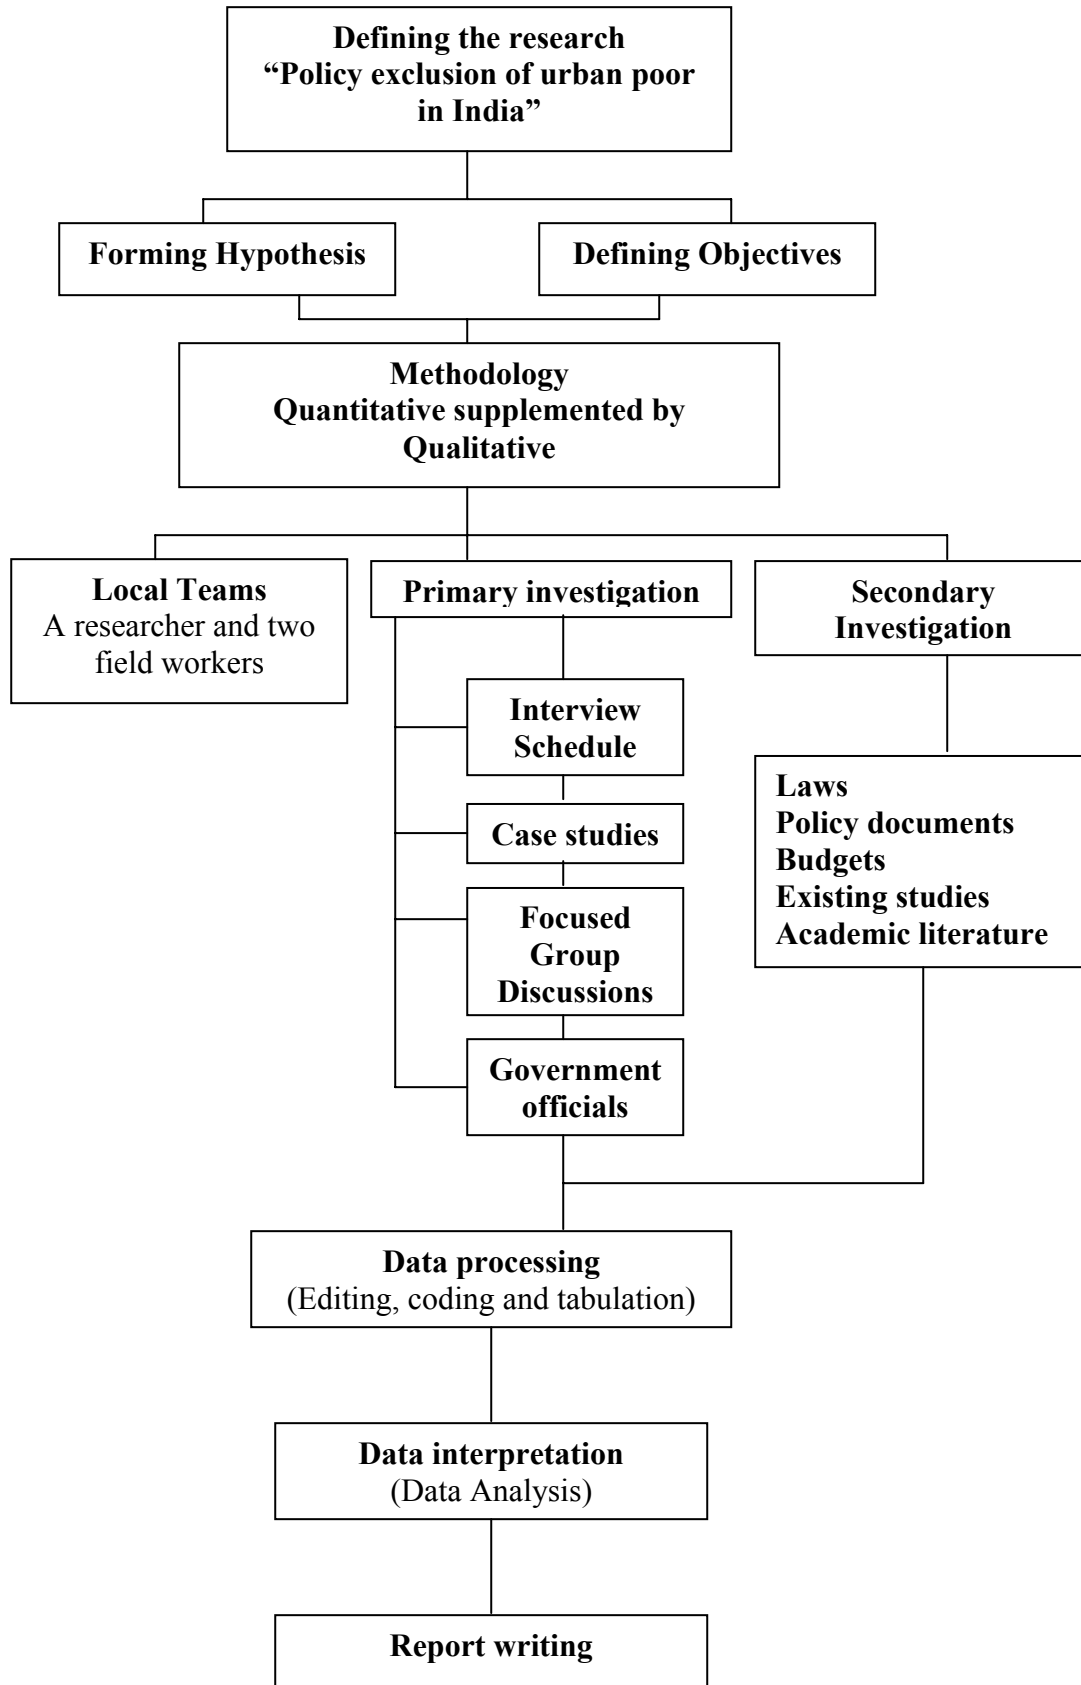 Defining the research
“Policy exclusion of urban poor
in India”
Forming Hypothesis
Defining Objectives
Methodology
Quantitative supplemented by
Qualitative
Local Teams
A researcher and two
field workers
Primary investigation
Secondary
Investigation
Interview
Schedule
Case studies
Focused
Group
Discussions
Government
officials
Laws
Policy documents
Budgets
Existing studies
Academic literature
Data processing
(Editing, coding and tabulation)
Data interpretation
(Data Analysis)
Report writing